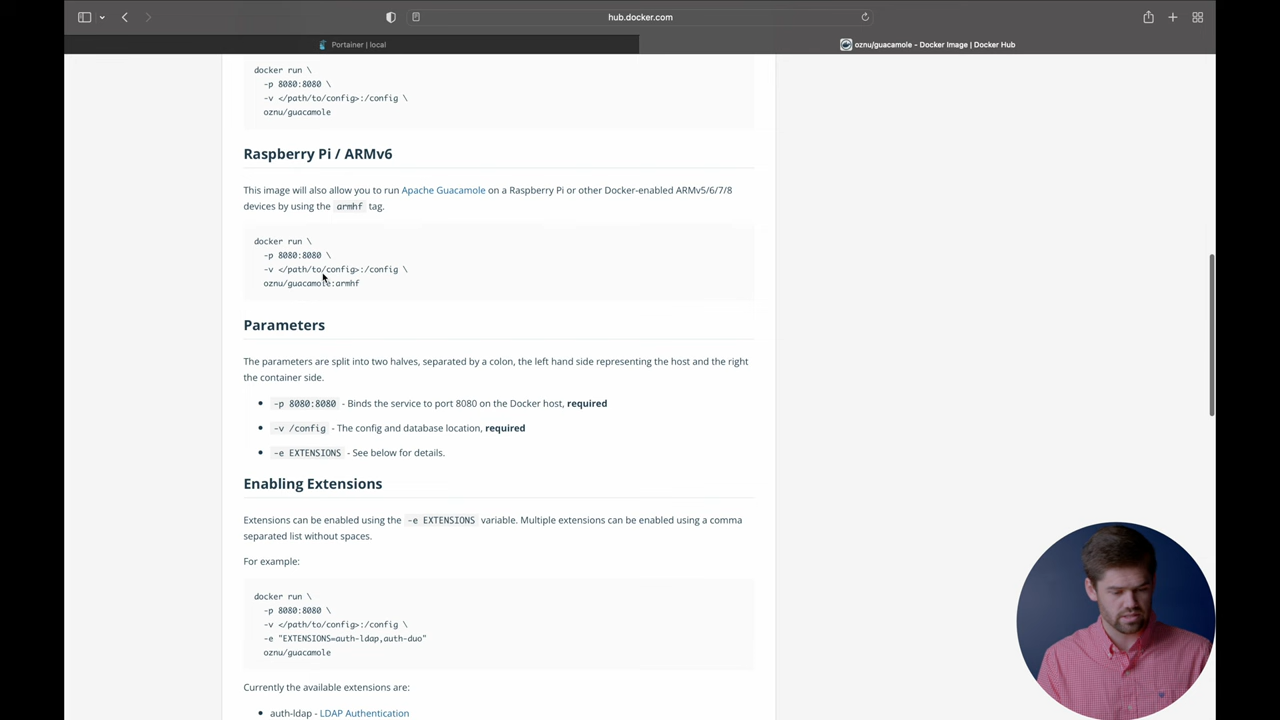 hub.docker.com
Portainer | local
oznu/guacamole - Docker Image | Docker Hub
docker run \
-p 8080:8080 \
-v </path/to/config>:/config \
oznu/guacamole
Raspberry Pi / ARMv6
This image will also allow you to run Apache Guacamole on a Raspberry Pi or other Docker-enabled ARMv5/6/7/8
devices by using the armhf tag.
docker run \
-p 8080:8080 \
-v </path/to/config>:/config \
oznu/guacamole:armhf
Parameters
The parameters are split into two halves, separated by a colon, the left hand side representing the host and the right
the container side.
-p 8080:8080 - Binds the service to port 8080 on the Docker host, required
-v /config - The config and database location, required
-e EXTENSIONS - See below for details.
Enabling Extensions
Extensions can be enabled using the -e EXTENSIONS variable. Multiple extensions can be enabled using a comma
separated list without spaces.
For example:
docker run \
-p 8080:8080 \
-v </path/to/config>:/config \
-e "EXTENSIONS=auth-ldap,auth-duo"
oznu/guacamole
Currently the available extensions are:
auth-ldap - LDAP Authentication